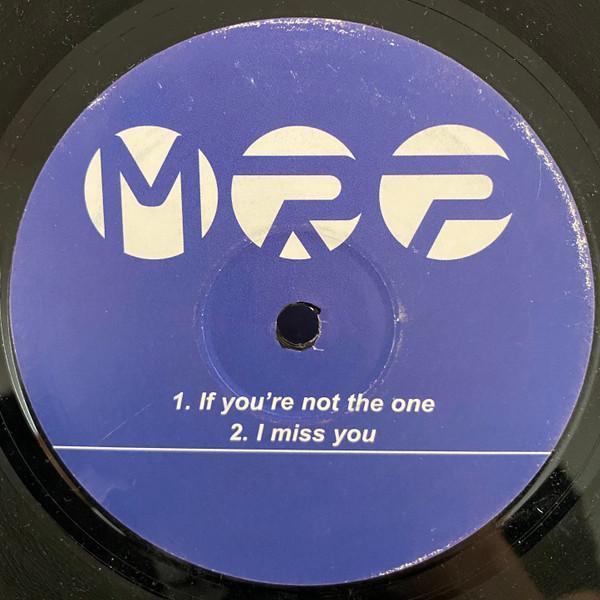 MRP
1. If you're not the one
2. I miss you